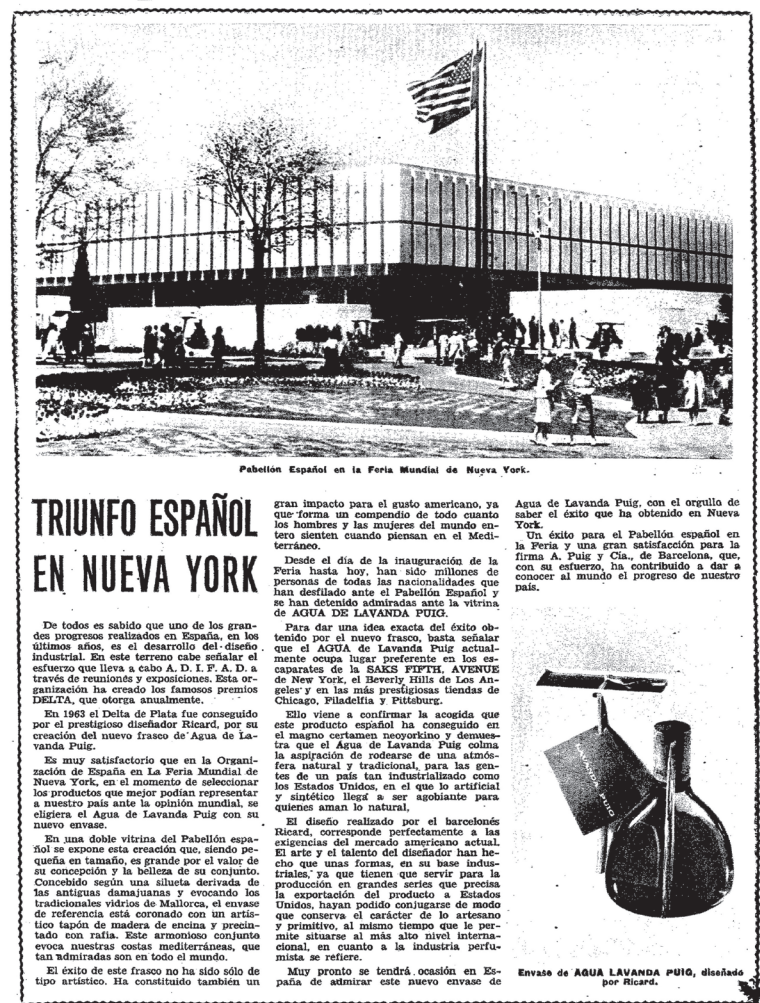 Pabellón Español en la Feria Mundial de Nueva York.
TRIUNFO ESPAÑOL
EN NUEVA YORK
De todos es sabido que uno de los gran-
des progresos realizados en España, en los
últimos años, es el desarrollo del diseño
industrial. En este terreno cabe señalar el
esfuerzo que lleva a cabo A. D. I. F. A. D. a
través de reuniones y exposiciones. Esta or-
ganización ha creado los famosos premios
DELTA, que otorga anualmente.
En 1963 el Delta de Plata fue conseguido
por el prestigioso diseñador Ricard, por su
creación del nuevo frasco de Agua de La-
vanda Puig.
Es muy satisfactorio que en la Organi-
zación de España en La Feria Mundial de
Nueva York, en el momento de seleccionar
los productos que mejor podían representar
a nuestro país ante la opinión mundial, se
eligiera el Agua de Lavanda Puig con su
nuevo envase.
En una doble vitrina del Pabellón espa-
ñol se expone esta creación que, siendo pe-
queña en tamaño, es grande por el valor de
su concepción y la belleza de su conjunto.
Concebido según una silueta derivada de
las antiguas damajuanas y evocando los
tradicionales vidrios de Mallorca, el envase
de referencia está coronado con un artís-
tico tapón de madera de encina y precin-
tado con rafia. Este armonioso conjunto
evoca nuestras costas mediterráneas, que
tan admiradas son en todo el mundo.
El éxito de este frasco no ha sido sólo de
tipo artístico. Ha constituido también un
gran impacto para el gusto americano, ya
que forma un compendio de todo cuanto
los hombres y las mujeres del mundo en-
tero sienten cuando piensan en el Medi-
terráneo.
Desde el día de la inauguración de la
Feria hasta hoy, han sido millones de
personas de todas las nacionalidades que
han desfilado ante el Pabellón Español y
se han detenido admiradas ante la vitrina
de AGUA DE LAVANDA PUIG.
Para dar una idea exacta del éxito ob-
tenido por el nuevo frasco, basta señalar
que el AGUA de Lavanda Puig actual-
mente ocupa lugar preferente en los es-
caparates de la SAKS FIFTH, AVENUE
de New York, el Beverly Hills de Los An-
geles y en las más prestigiosas tiendas de
Chicago, Filadelfia y Pittsburg.
Ello viene a confirmar la acogida que
este producto español ha conseguido en
el magno certamen neoyorkino y demues-
tra que el Agua de Lavanda Puig colma
la aspiración de rodearse de una atmós-
fera natural y tradicional, para las gen-
tes de un país tan industrializado como
los Estados Unidos, en el que lo artificial
y sintético llega a ser agobiante para
quienes aman lo natural,
El diseño realizado por el barcelonés
Ricard, corresponde perfectamente a las
exigencias del mercado americano actual.
El arte y el talento del diseñador han he-
cho que unas formas, en su base indus-
triales, ya que tienen que servir para la
producción en grandes series que precisa
la exportación del producto a Estados
Unidos, hayan podido conjugarse de modo
que conserva el carácter de lo artesano
y primitivo, al mismo tiempo que le per-
mite situarse al más alto nivel interna-
cional, en cuanto a la industria perfu-
mista se refiere.
Muy pronto se tendrá ocasión en Es-
paña de admirar este nuevo envase de
Agua de Lavanda Puig, con el orgullo de
saber el éxito que ha obtenido en Nueva
York.
Un éxito para el Pabellón español en
la Feria y una gran satisfacción para la
firma A. Puig y Cía., de Barcelona, que,
con su esfuerzo, ha contribuido a dar a
conocer al mundo el progreso de nuestro
país.
LAVANDA PUIG
Envase de AGUA LAVANDA PUIG, diseñado
por Ricard.